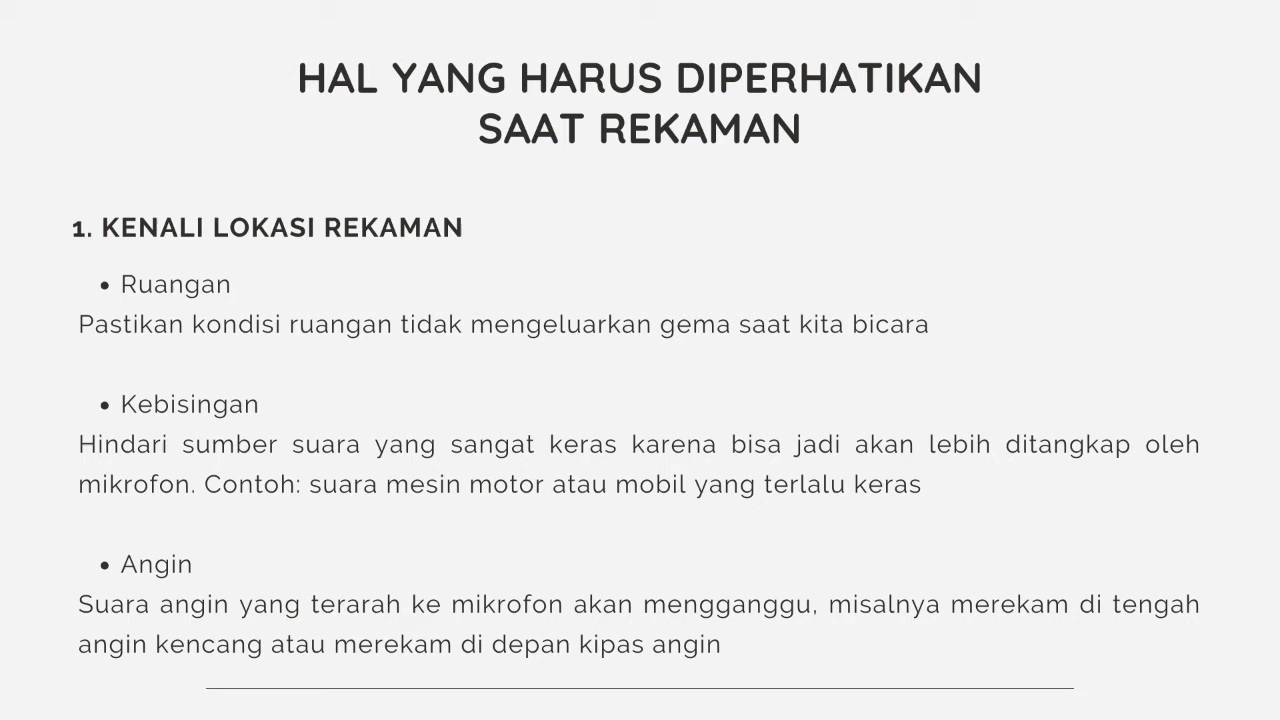 HAL YANG HARUS DIPERHATIKAN
SAAT REKAMAN
1. KENALI LOKASI REKAMAN
• Ruangan
Pastikan kondisi ruangan tidak mengeluarkan gema saat kita bicara
• Kebisingan
Hindari sumber suara yang sangat keras karena bisa jadi akan lebih ditangkap oleh
mikrofon. Contoh: suara mesin motor atau mobil yang terlalu keras
• Angin
Suara angin yang terarah ke mikrofon akan mengganggu, misalnya merekam di tengah
angin kencang atau merekam di depan kipas angin